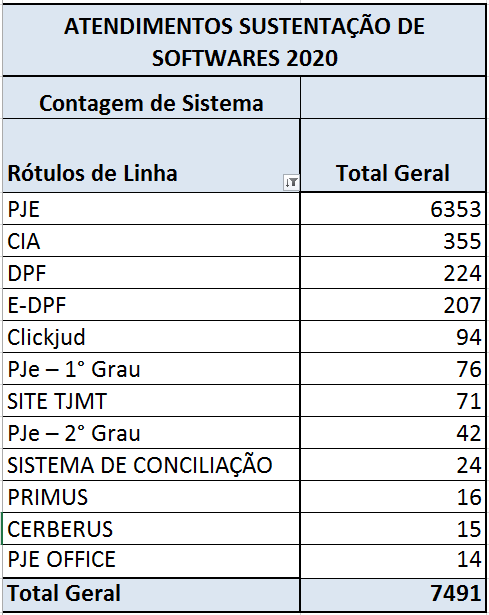 ATENDIMENTOS SUSTENTAÇÃO DE
SOFTWARES 2020
Contagem de Sistema
Rótulos de Linha Total Geral
PJE 6353
CIA 355
DPF 224
E-DPF 207
Clickjud 94
PJe – 1° Grau 76
SITE TJMT 71
PJe – 2° Grau 42
SISTEMA DE CONCILIAÇÃO 24
PRIMUS 16
CERBERUS 15
PJE OFFICE 14
Total Geral 7491